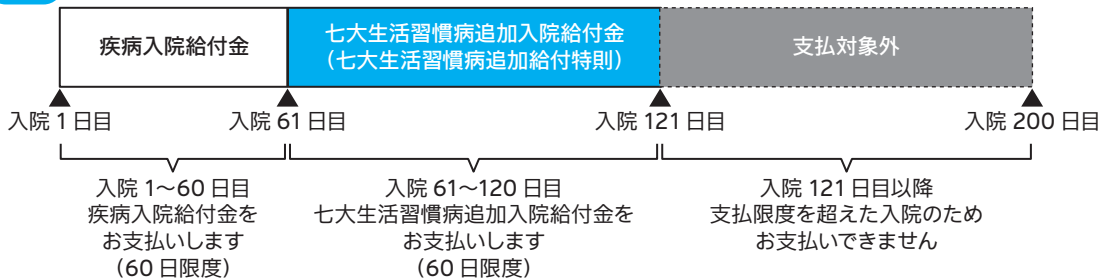 疾病入院給付金
七大生活習慣病追加入院給付金
（七大生活習慣病追加給付特則）
支払対象外
入院 1 日目
入院 61 日目
入院 121 日目
入院 200 日目
入院 1～60 日目
疾病入院給付金を
お支払いします
（60 日限度）
入院 61～120 日目
七大生活習慣病追加入院給付金を
お支払いします
（60 日限度）
入院 121 日目以降
支払限度を超えた入院のため
お支払いできません